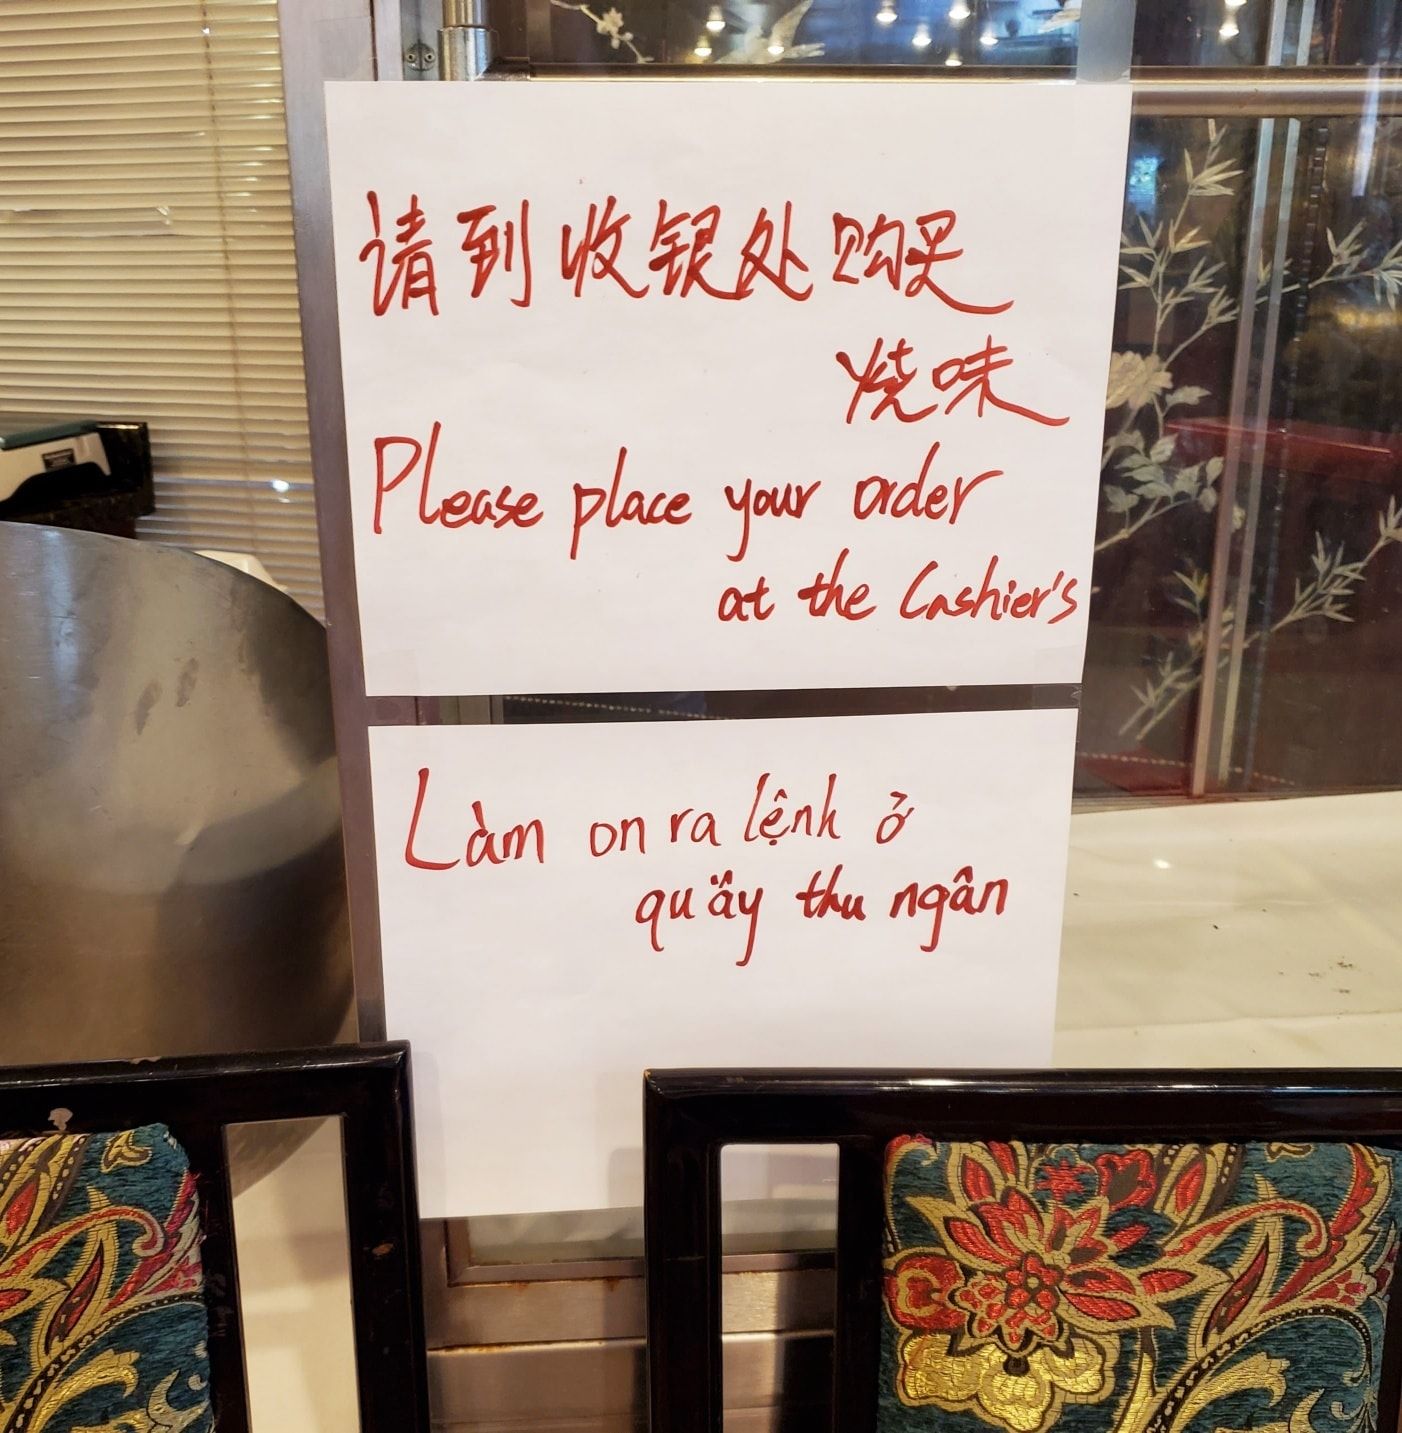 请到收银处购买
烧味
Please place your order
at the Cashier's
Làm on ra lệnh ở
quầy thu ngân